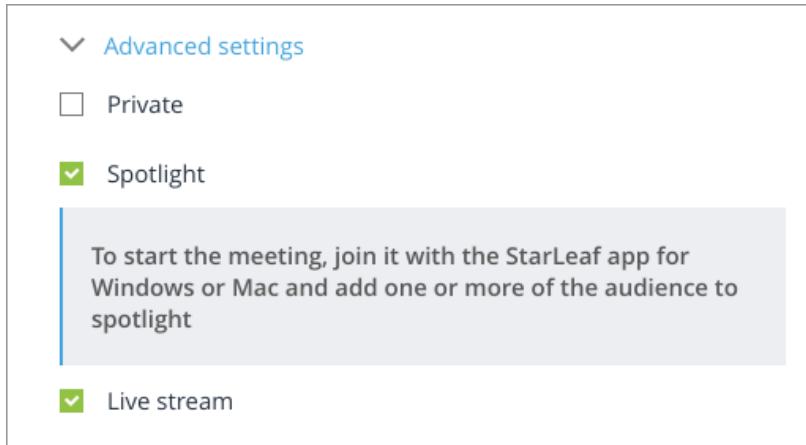 Advanced settings
Private
Spotlight
To start the meeting, join it with the StarLeaf app for
Windows or Mac and add one or more of the audience to
spotlight
Live stream